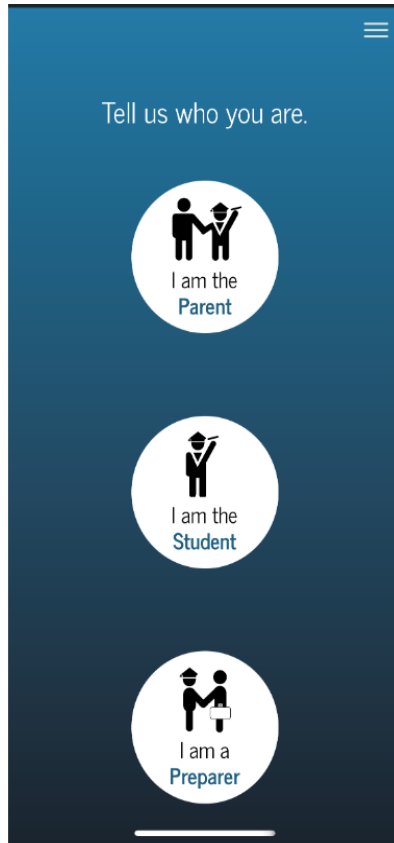 Tell us who you are.
I am the
Parent
I am the
Student
I am a
Preparer